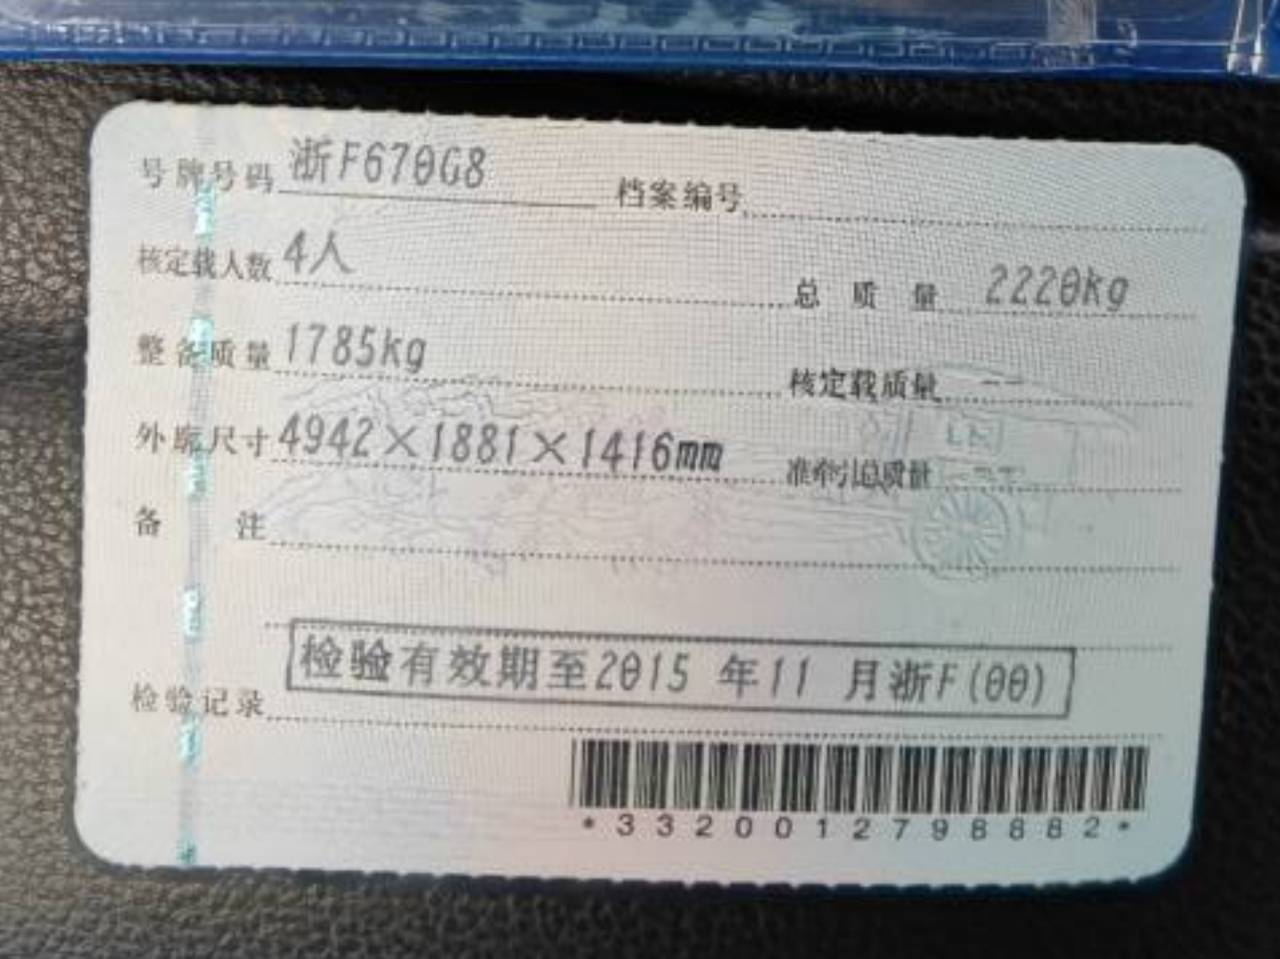 号牌号码 浙F670G8 档案编号
核定载人数 4人 总质量 2220kg
整备质量 1785kg 核定载质量 --
外廓尺寸 4942×1881×1416mm 准牵引总质量 --
备注
检验有效期至2015 年11 月浙F(00)
检验记录
*3320012798882*